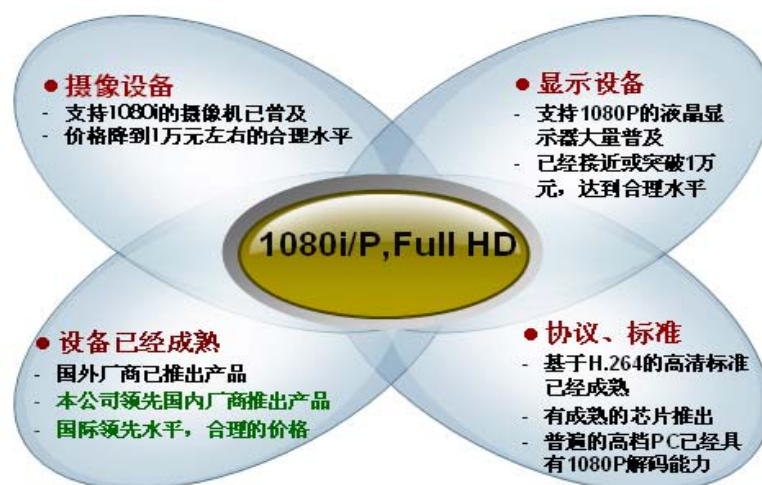 ● 摄像设备
- 支持1080i的摄像机已普及
- 价格降到1万元左右的合理水平
● 显示设备
- 支持1080P的液晶显
示器大量普及
- 已经接近或突破1万
元，达到合理水平
1080i/P,Full HD
● 设备已经成熟
- 国外厂商已推出产品
- 本公司领先国内厂商推出产品
- 国际领先水平，合理的价格
● 协议、标准
- 基于H.264的高清标准
已经成熟
- 有成熟的芯片推出
- 普遍的高档PC已经具
有1080P解码能力